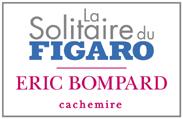 La
Solitaire du
FIGARO
ERIC BOMPARD
cachemire